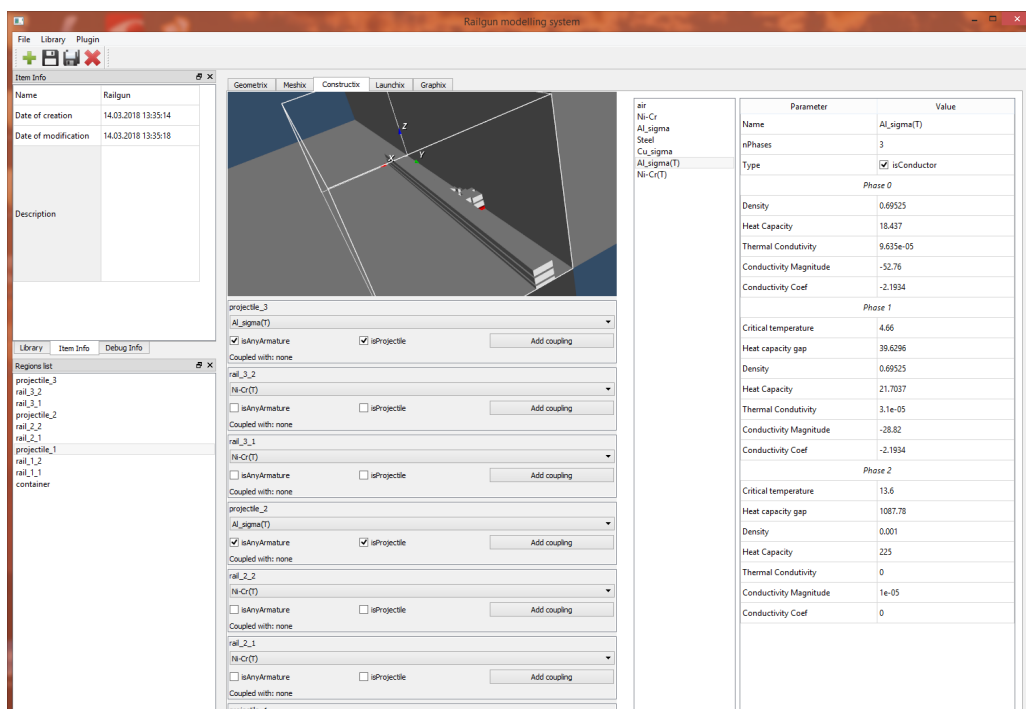 Railgun modelling system
File Library Plugin
Item Info
Name Railgun
Date of creation 14.03.2018 13:35:14
Date of modification 14.03.2018 13:35:18
Description
Library Item Info Debug Info
Regions list
projectile_3
rail_3_2
rail_3_1
projectile_2
rail_2_2
rail_2_1
projectile_1
rail_1_2
rail_1_1
container
Geometrix Meshix Constructix Launchix Graphix
Z
X
Y
projectile_3
Al_sigma(T)
isAnyArmature isProjectile Add coupling
Coupled with: none
rail_3_2
Ni-Cr(T)
isAnyArmature isProjectile Add coupling
Coupled with: none
rail_3_1
Ni-Cr(T)
isAnyArmature isProjectile Add coupling
Coupled with: none
projectile_2
Al_sigma(T)
isAnyArmature isProjectile Add coupling
Coupled with: none
rail_2_2
Ni-Cr(T)
isAnyArmature isProjectile Add coupling
Coupled with: none
rail_2_1
Ni-Cr(T)
isAnyArmature isProjectile Add coupling
Coupled with: none
air
Ni-Cr
Al_sigma
Steel
Cu_sigma
Al_sigma(T)
Ni-Cr(T)
Parameter Value
Name Al_sigma(T)
nPhases 3
Type isConductor
Phase 0
Density 0.69525
Heat Capacity 18.437
Thermal Condutivity 9.635e-05
Conductivity Magnitude -52.76
Conductivity Coef -2.1934
Phase 1
Critical temperature 4.66
Heat capacity gap 39.6296
Density 0.69525
Heat Capacity 21.7037
Thermal Condutivity 3.1e-05
Conductivity Magnitude -28.82
Conductivity Coef -2.1934
Phase 2
Critical temperature 13.6
Heat capacity gap 1087.78
Density 0.001
Heat Capacity 225
Thermal Condutivity 0
Conductivity Magnitude 1e-05
Conductivity Coef 0